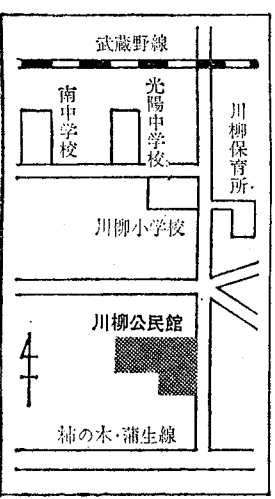 武蔵野線
南中学校
光陽中学校
川柳保育所
川柳小学校
川柳公民館
柿の木・蒲生線